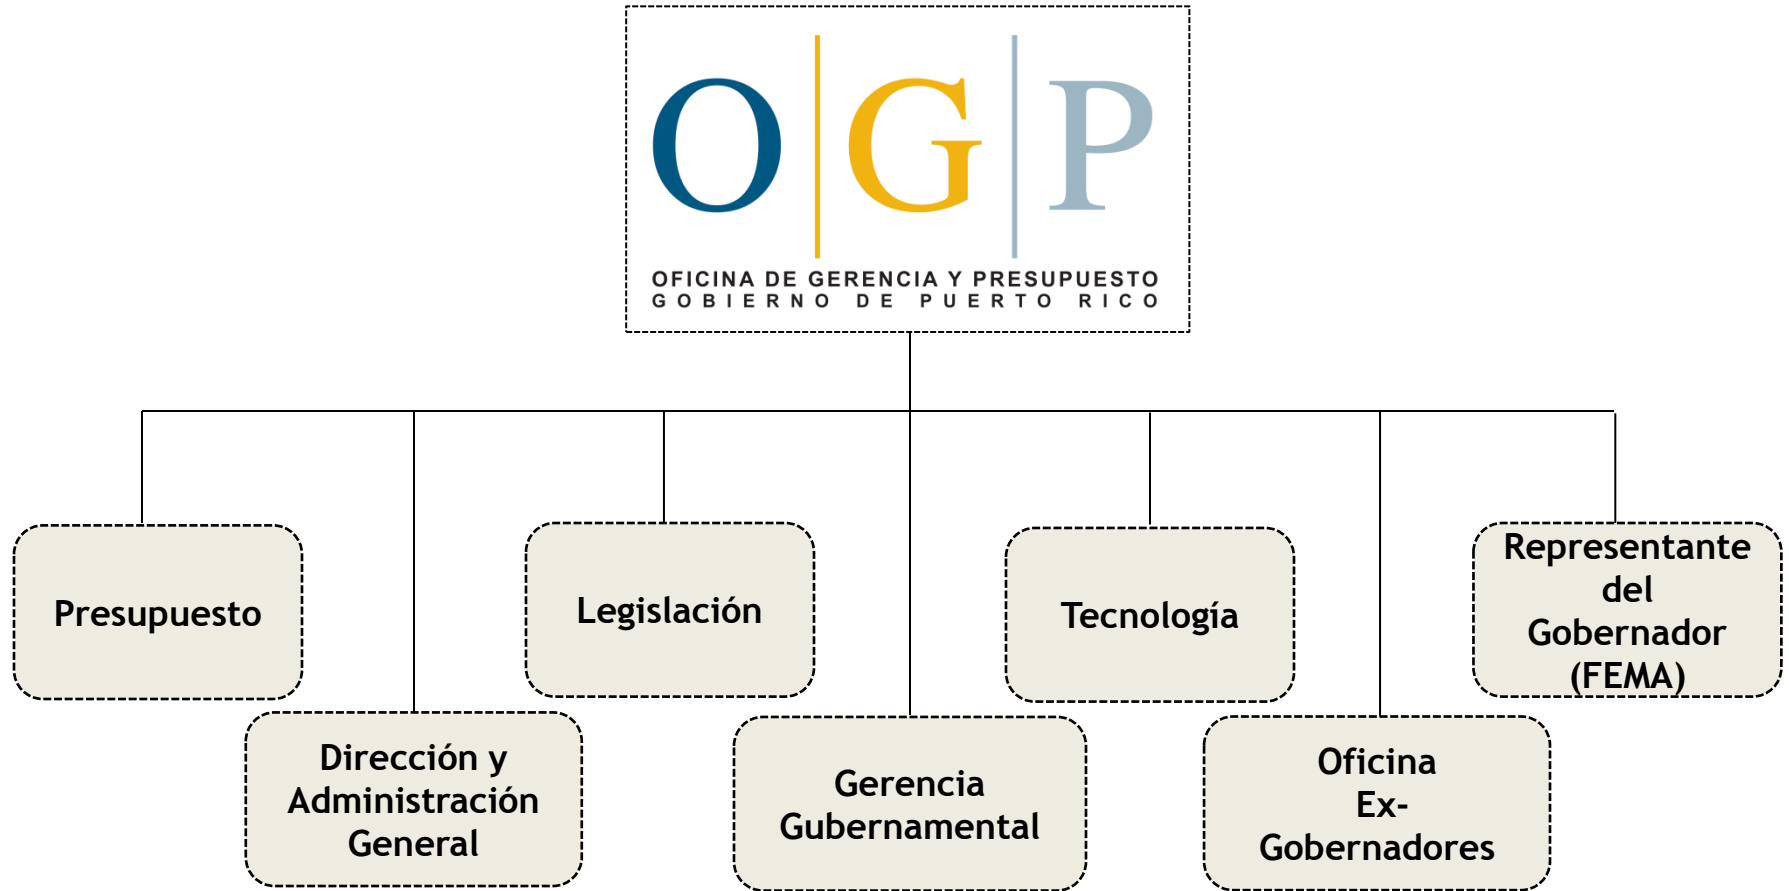 O G P
OFICINA DE GERENCIA Y PRESUPUESTO
GOBIERNO DE PUERTO RICO
Presupuesto
Dirección y
Administración
General
Legislación
Gerencia
Gubernamental
Tecnología
Oficina
Ex-
Gobernadores
Representante
del
Gobernador
(FEMA)